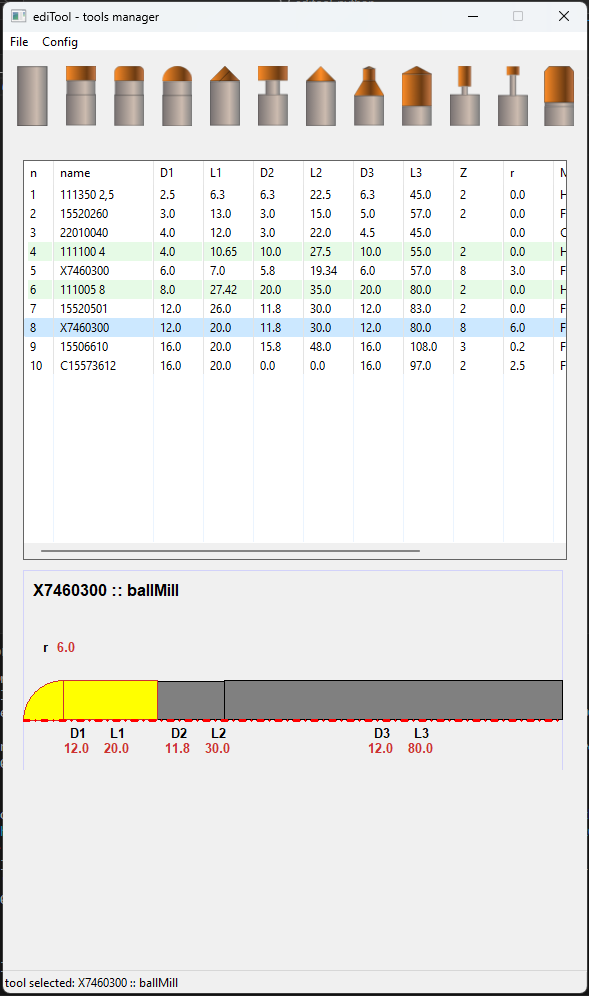 ediTool - tools manager
File Config
n name D1 L1 D2 L2 D3 L3 Z r
1 111350 2,5 2.5 6.3 6.3 22.5 6.3 45.0 2 0.0 H
2 15520260 3.0 13.0 3.0 15.0 5.0 57.0 2 0.0 F
3 22010040 4.0 12.0 3.0 22.0 4.5 45.0 0.0
4 111100 4 4.0 10.65 10.0 27.5 10.0 55.0 2 0.0 H
5 X7460300 6.0 7.0 5.8 19.34 6.0 57.0 8 3.0 F
6 111005 8 8.0 27.42 20.0 35.0 20.0 80.0 2 0.0 H
7 15520501 12.0 26.0 11.8 30.0 12.0 83.0 2 0.0 F
8 X7460300 12.0 20.0 11.8 30.0 12.0 80.0 8 6.0 F
9 15506610 16.0 20.0 15.8 48.0 16.0 108.0 3 0.2 F
10 C15573612 16.0 20.0 0.0 0.0 16.0 97.0 2 2.5 F
X7460300 :: ballMill
r 6.0
D1 L1 D2 L2 D3 L3
12.0 20.0 11.8 30.0 12.0 80.0
tool selected: X7460300 :: ballMill